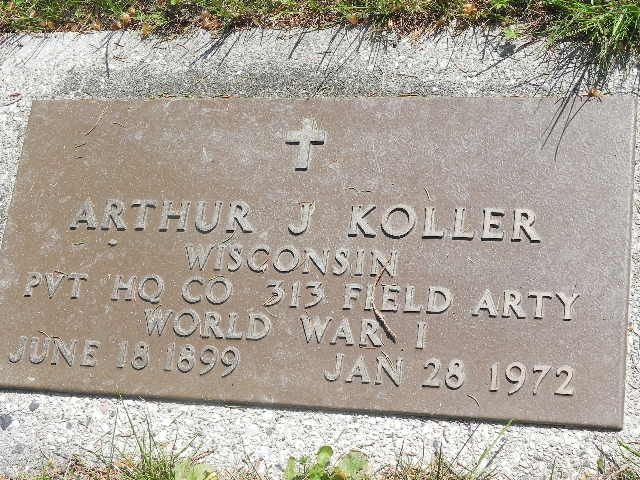 ARTHUR J KOLLER
WISCONSIN
PVT HQ CO 313 FIELD ARTY
WORLD WAR I
JUNE 18 1899 JAN 28 1972